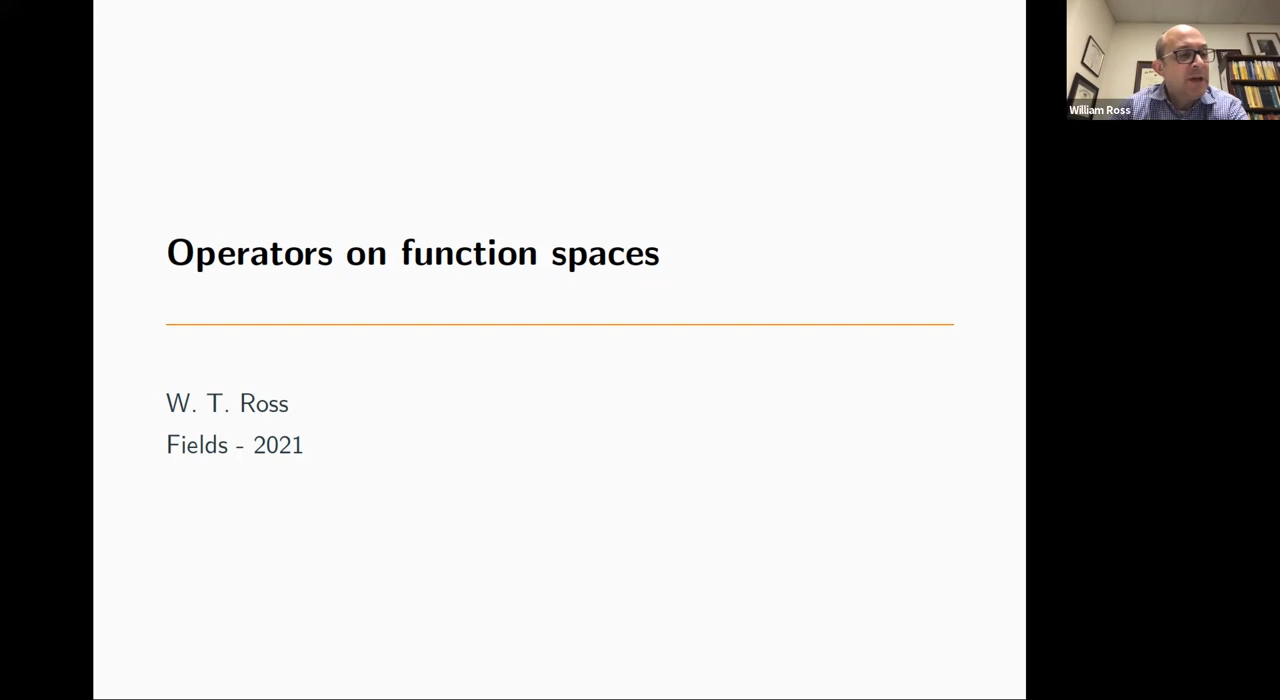 Operators on function spaces
W. T. Ross
Fields - 2021
William Ross